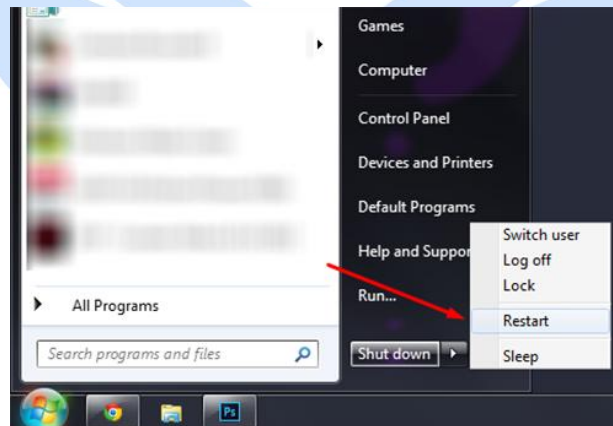 Games
Computer
Control Panel
Devices and Printers
Default Programs
Help and Suppor
Run...
All Programs
Search programs and files
Shut down
Switch user
Log off
Lock
Restart
Sleep
Ps